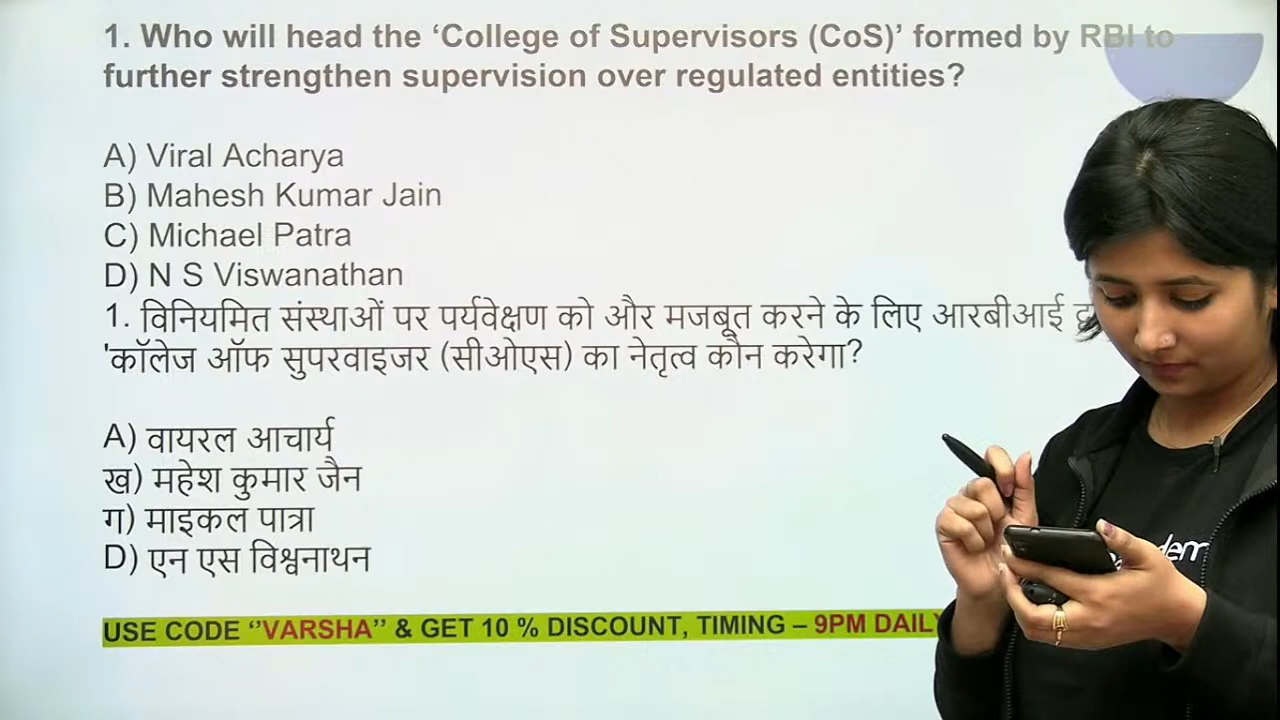 1. Who will head the ‘College of Supervisors (CoS)’ formed by RBI to
further strengthen supervision over regulated entities?
A) Viral Acharya
B) Mahesh Kumar Jain
C) Michael Patra
D) N S Viswanathan
1. विनियमित संस्थाओं पर पर्यवेक्षण को और मजबूत करने के लिए आरबीआई
'कॉलेज ऑफ सुपरवाइजर (सीओएस) का नेतृत्व कौन करेगा?
A) वायरल आचार्य
ख) महेश कुमार जैन
ग) माइकल पात्रा
D) एन एस विश्वनाथन
USE CODE ‘’VARSHA’’ & GET 10 % DISCOUNT, TIMING – 9PM DAILY